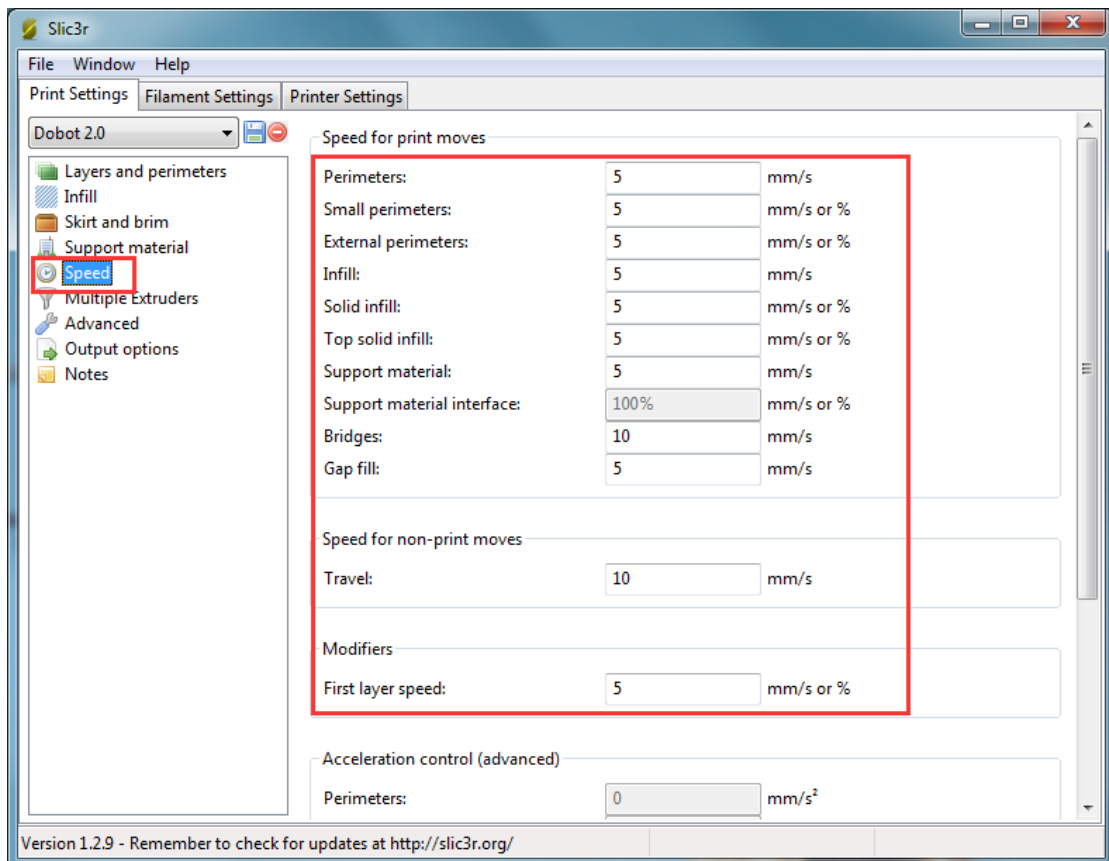 Slic3r
File Window Help
Print Settings Filament Settings Printer Settings
Dobot 2.0
Layers and perimeters
Infill
Skirt and brim
Support material
Speed
Multiple Extruders
Advanced
Output options
Notes
Speed for print moves
Perimeters: 5 mm/s
Small perimeters: 5 mm/s or %
External perimeters: 5 mm/s or %
Infill: 5 mm/s
Solid infill: 5 mm/s or %
Top solid infill: 5 mm/s or %
Support material: 5 mm/s
Support material interface: 100% mm/s or %
Bridges: 10 mm/s
Gap fill: 5 mm/s
Speed for non-print moves
Travel: 10 mm/s
Modifiers
First layer speed: 5 mm/s or %
Acceleration control (advanced)
Perimeters: 0 mm/s²
Version 1.2.9 - Remember to check for updates at http://slic3r.org/